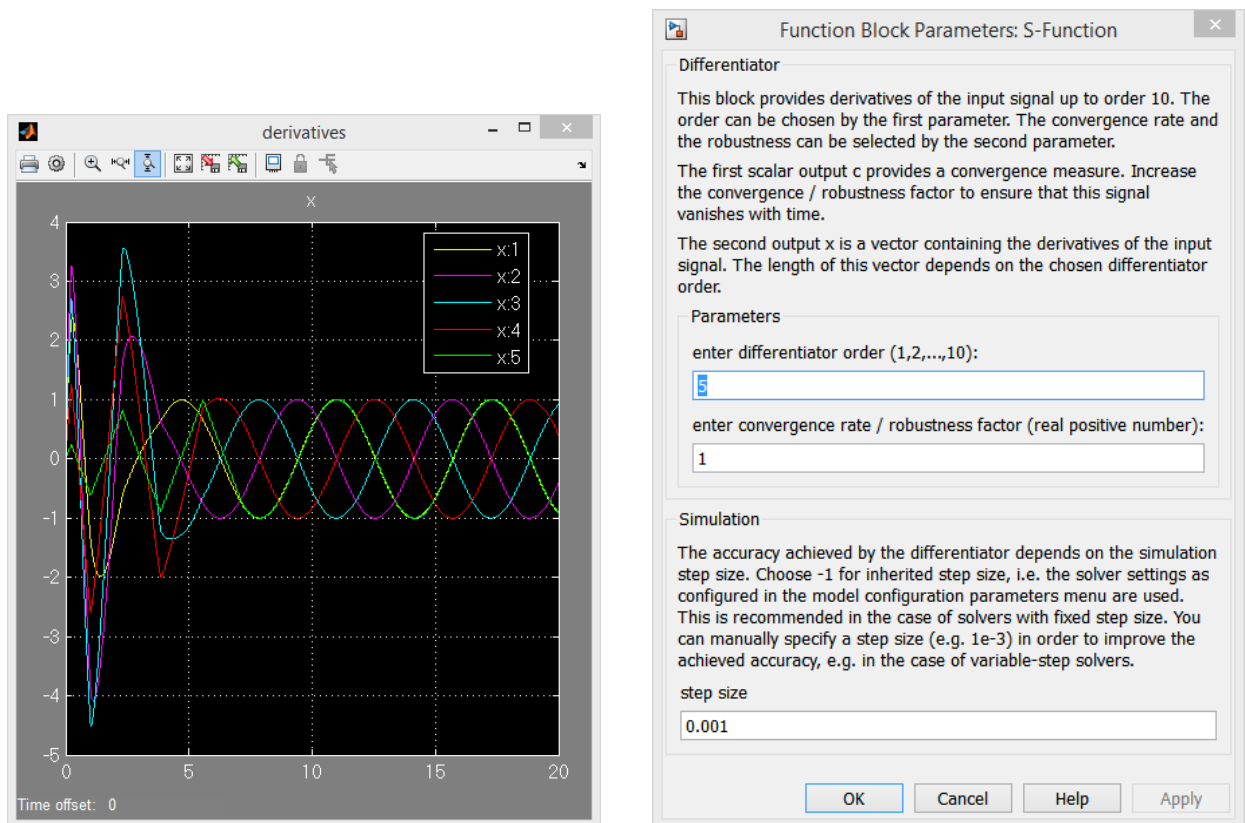 derivatives
x
4
3
2
1
0
-1
-2
-3
-4
-5
0
5
10
15
20
x:1
x:2
x:3
x:4
x:5
Time offset: 0
Function Block Parameters: S-Function
Differentiator
This block provides derivatives of the input signal up to order 10. The
order can be chosen by the first parameter. The convergence rate and
the robustness can be selected by the second parameter.
The first scalar output c provides a convergence measure. Increase
the convergence / robustness factor to ensure that this signal
vanishes with time.
The second output x is a vector containing the derivatives of the input
signal. The length of this vector depends on the chosen differentiator
order.
Parameters
enter differentiator order (1,2,...,10):
5
enter convergence rate / robustness factor (real positive number):
1
Simulation
The accuracy achieved by the differentiator depends on the simulation
step size. Choose -1 for inherited step size, i.e. the solver settings as
configured in the model configuration parameters menu are used.
This is recommended in the case of solvers with fixed step size. You
can manually specify a step size (e.g. 1e-3) in order to improve the
achieved accuracy, e.g. in the case of variable-step solvers.
step size
0.001
OK
Cancel
Help
Apply